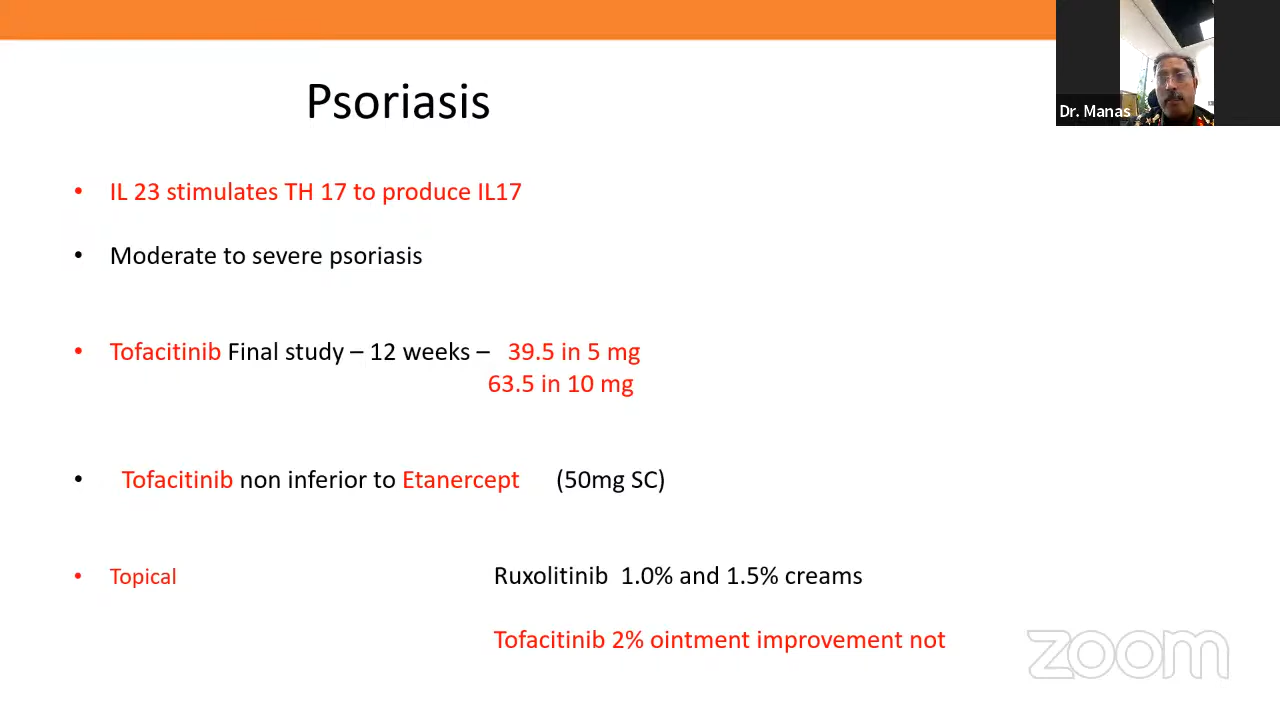 Psoriasis
Dr. Manas
• IL 23 stimulates TH 17 to produce IL17
• Moderate to severe psoriasis
• Tofacitinib Final study – 12 weeks – 39.5 in 5 mg
63.5 in 10 mg
• Tofacitinib non inferior to Etanercept (50mg SC)
• Topical Ruxolitinib 1.0% and 1.5% creams
Tofacitinib 2% ointment improvement not
zoom